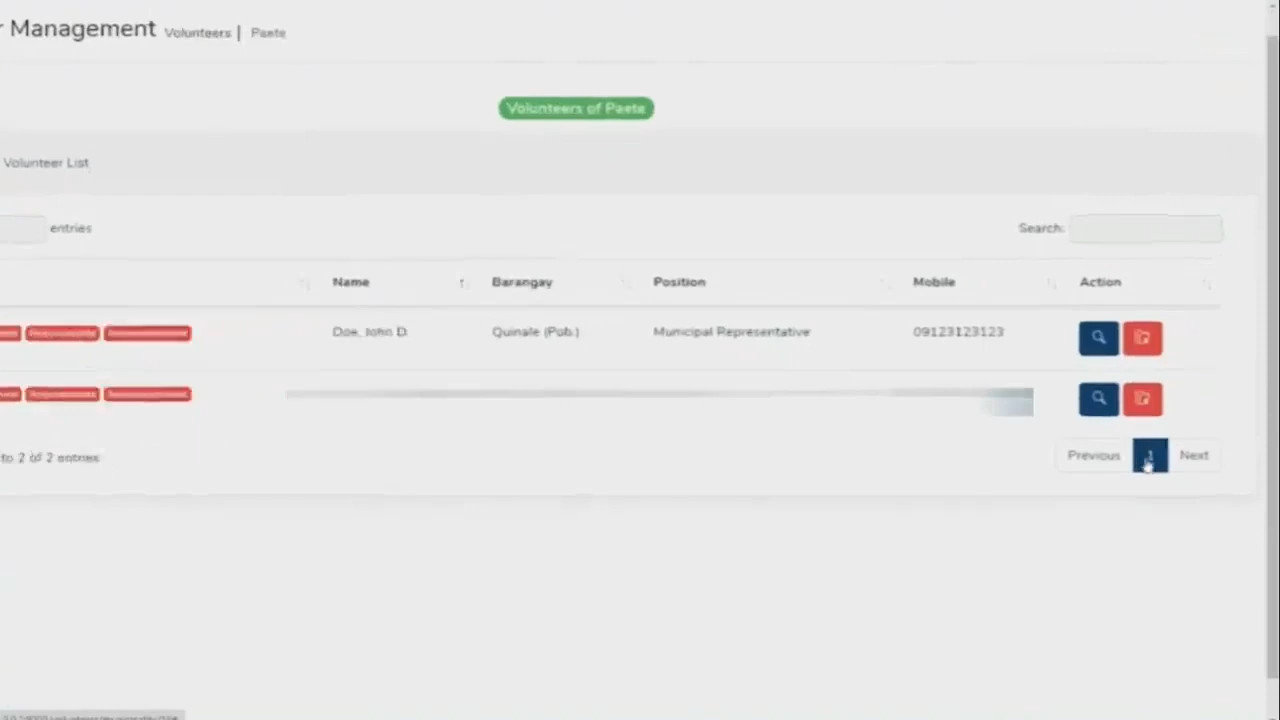 r Management Volunteers | Paete
Volunteers of Paete
Volunteer List
entries
Search:
Name Barangay Position Mobile Action
Doe, John D. Quinale (Pob.) Municipal Representative 09123123123
to 2 of 2 entries
Previous 1 Next